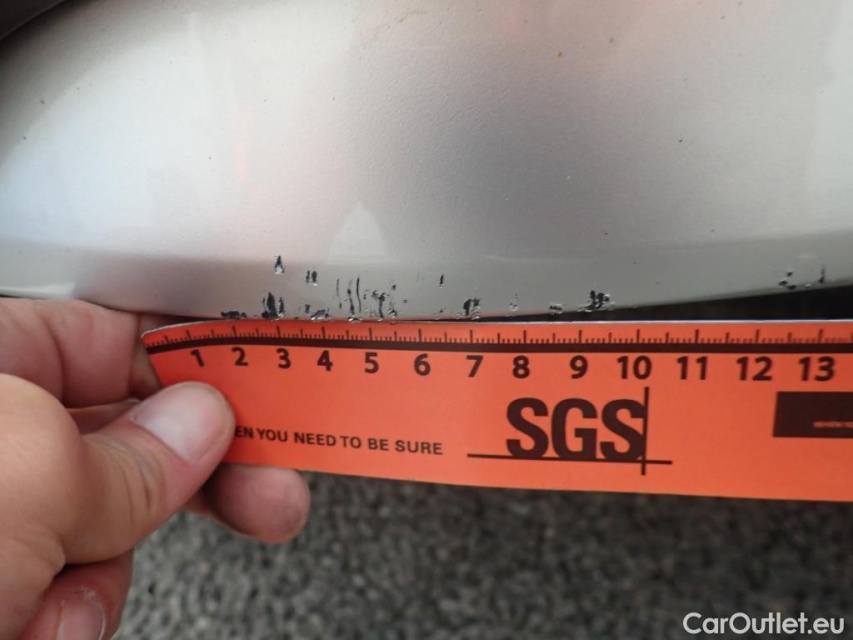 1 2 3 4 5 6 7 8 9 10 11 12 13
EN YOU NEED TO BE SURE
SGS
CarOutlet.eu